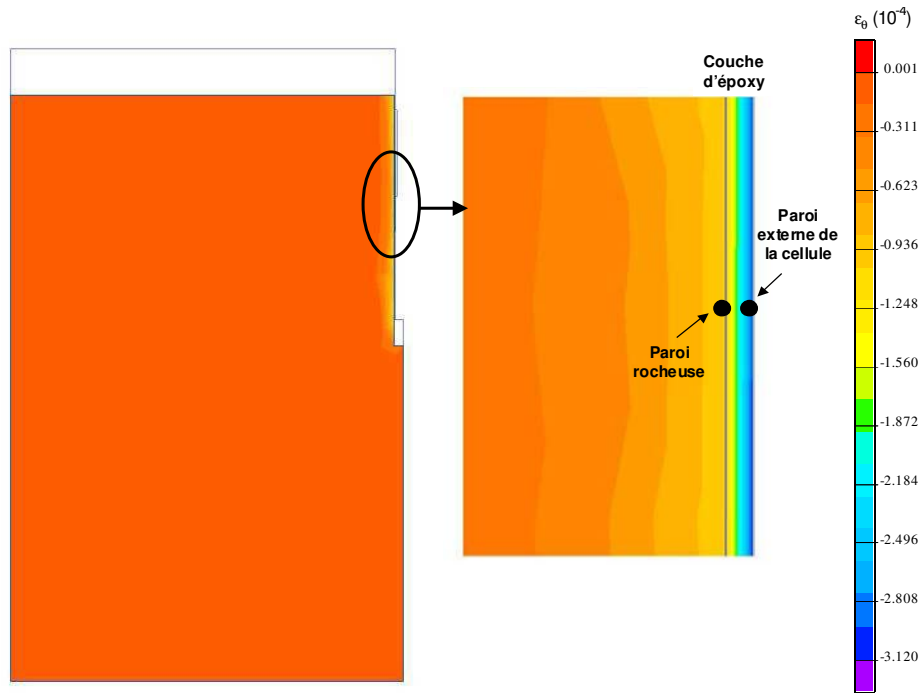 ε_θ (10⁻⁴)
Couche
d'époxy
Paroi
externe de
la cellule
Paroi
rocheuse
0.001
-0.311
-0.623
-0.936
-1.248
-1.560
-1.872
-2.184
-2.496
-2.808
-3.120